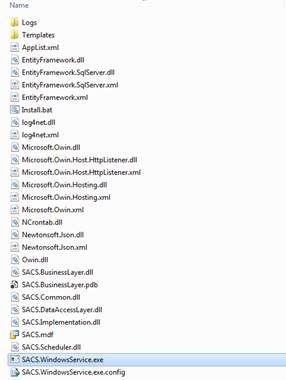 Name
Logs
Templates
AppList.xml
EntityFramework.dll
EntityFramework.SqlServer.dll
EntityFramework.SqlServer.xml
EntityFramework.xml
Install.bat
log4net.dll
log4net.xml
Microsoft.Owin.dll
Microsoft.Owin.Host.HttpListener.dll
Microsoft.Owin.Host.HttpListener.xml
Microsoft.Owin.Hosting.dll
Microsoft.Owin.Hosting.xml
Microsoft.Owin.xml
NCrontab.dll
Newtonsoft.Json.dll
Newtonsoft.Json.xml
Owin.dll
SACS.BusinessLayer.dll
SACS.BusinessLayer.pdb
SACS.Common.dll
SACS.DataAccessLayer.dll
SACS.Implementation.dll
SACS.mdf
SACS.Scheduler.dll
SACS.WindowsService.exe
SACS.WindowsService.exe.config